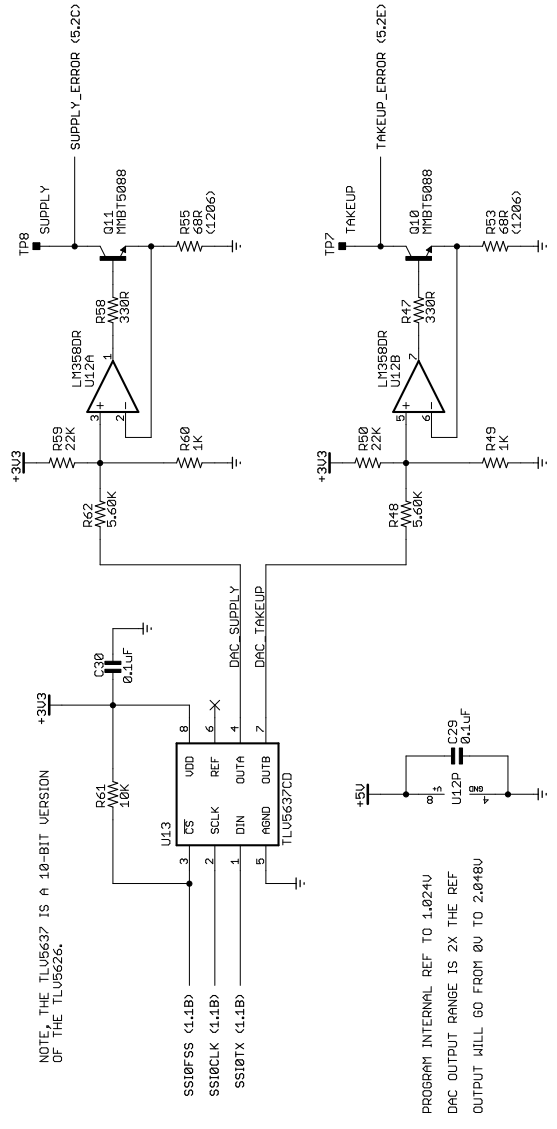 NOTE, THE TLV5637 IS A 10-BIT VERSION
OF THE TLV5626.
+3V3
R61
10K
C30
0.1uF
SSI0FSS (1.1B)
SSI0CLK (1.1B)
SSI0TX (1.1B)
U13
3
2
1
5
CS
SCLK
DIN
AGND
VDD
REF
OUTA
OUTB
8
6
4
7
TLV5637CD
DAC_SUPPLY
DAC_TAKEUP
+3V3
R59
22K
R62
5.60K
R60
1K
3
+
2
-
1
LM358DR
U12A
R58
330R
TP8
SUPPLY
SUPPLY_ERROR (5.2C)
Q11
MMBT5088
R55
68R
(1206)
+3V3
R50
22K
R48
5.60K
R49
1K
5
+
6
-
7
LM358DR
U12B
R47
330R
TP7
TAKEUP
TAKEUP_ERROR (5.2E)
Q10
MMBT5088
R53
68R
(1206)
PROGRAM INTERNAL REF TO 1.024V
DAC OUTPUT RANGE IS 2X THE REF
OUTPUT WILL GO FROM 0V TO 2.048V
+5V
8
V+
U12P
4
GND
C29
0.1uF